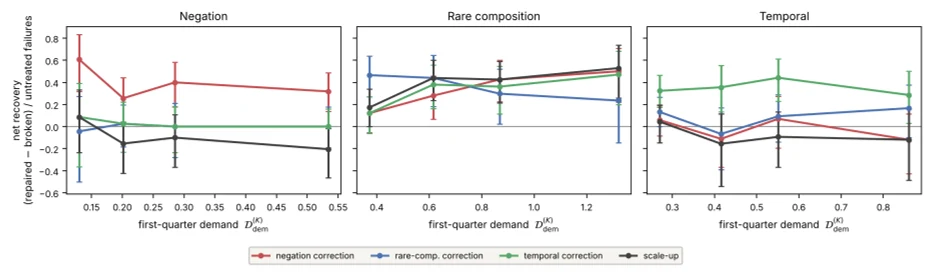 Negation
Rare composition
Temporal
net recovery
(repaired − broken) / untreated failures
0.8
0.6
0.4
0.2
0.0
−0.2
−0.4
−0.6
0.15 0.20 0.25 0.30 0.35 0.40 0.45 0.50 0.55
0.4 0.6 0.8 1.0 1.2
0.3 0.4 0.5 0.6 0.7 0.8
first-quarter demand 𝒟_dem^(K)
first-quarter demand 𝒟_dem^(K)
first-quarter demand 𝒟_dem^(K)
negation correction rare-comp. correction temporal correction scale-up